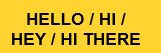 HELLO / HI /
HEY / HI THERE